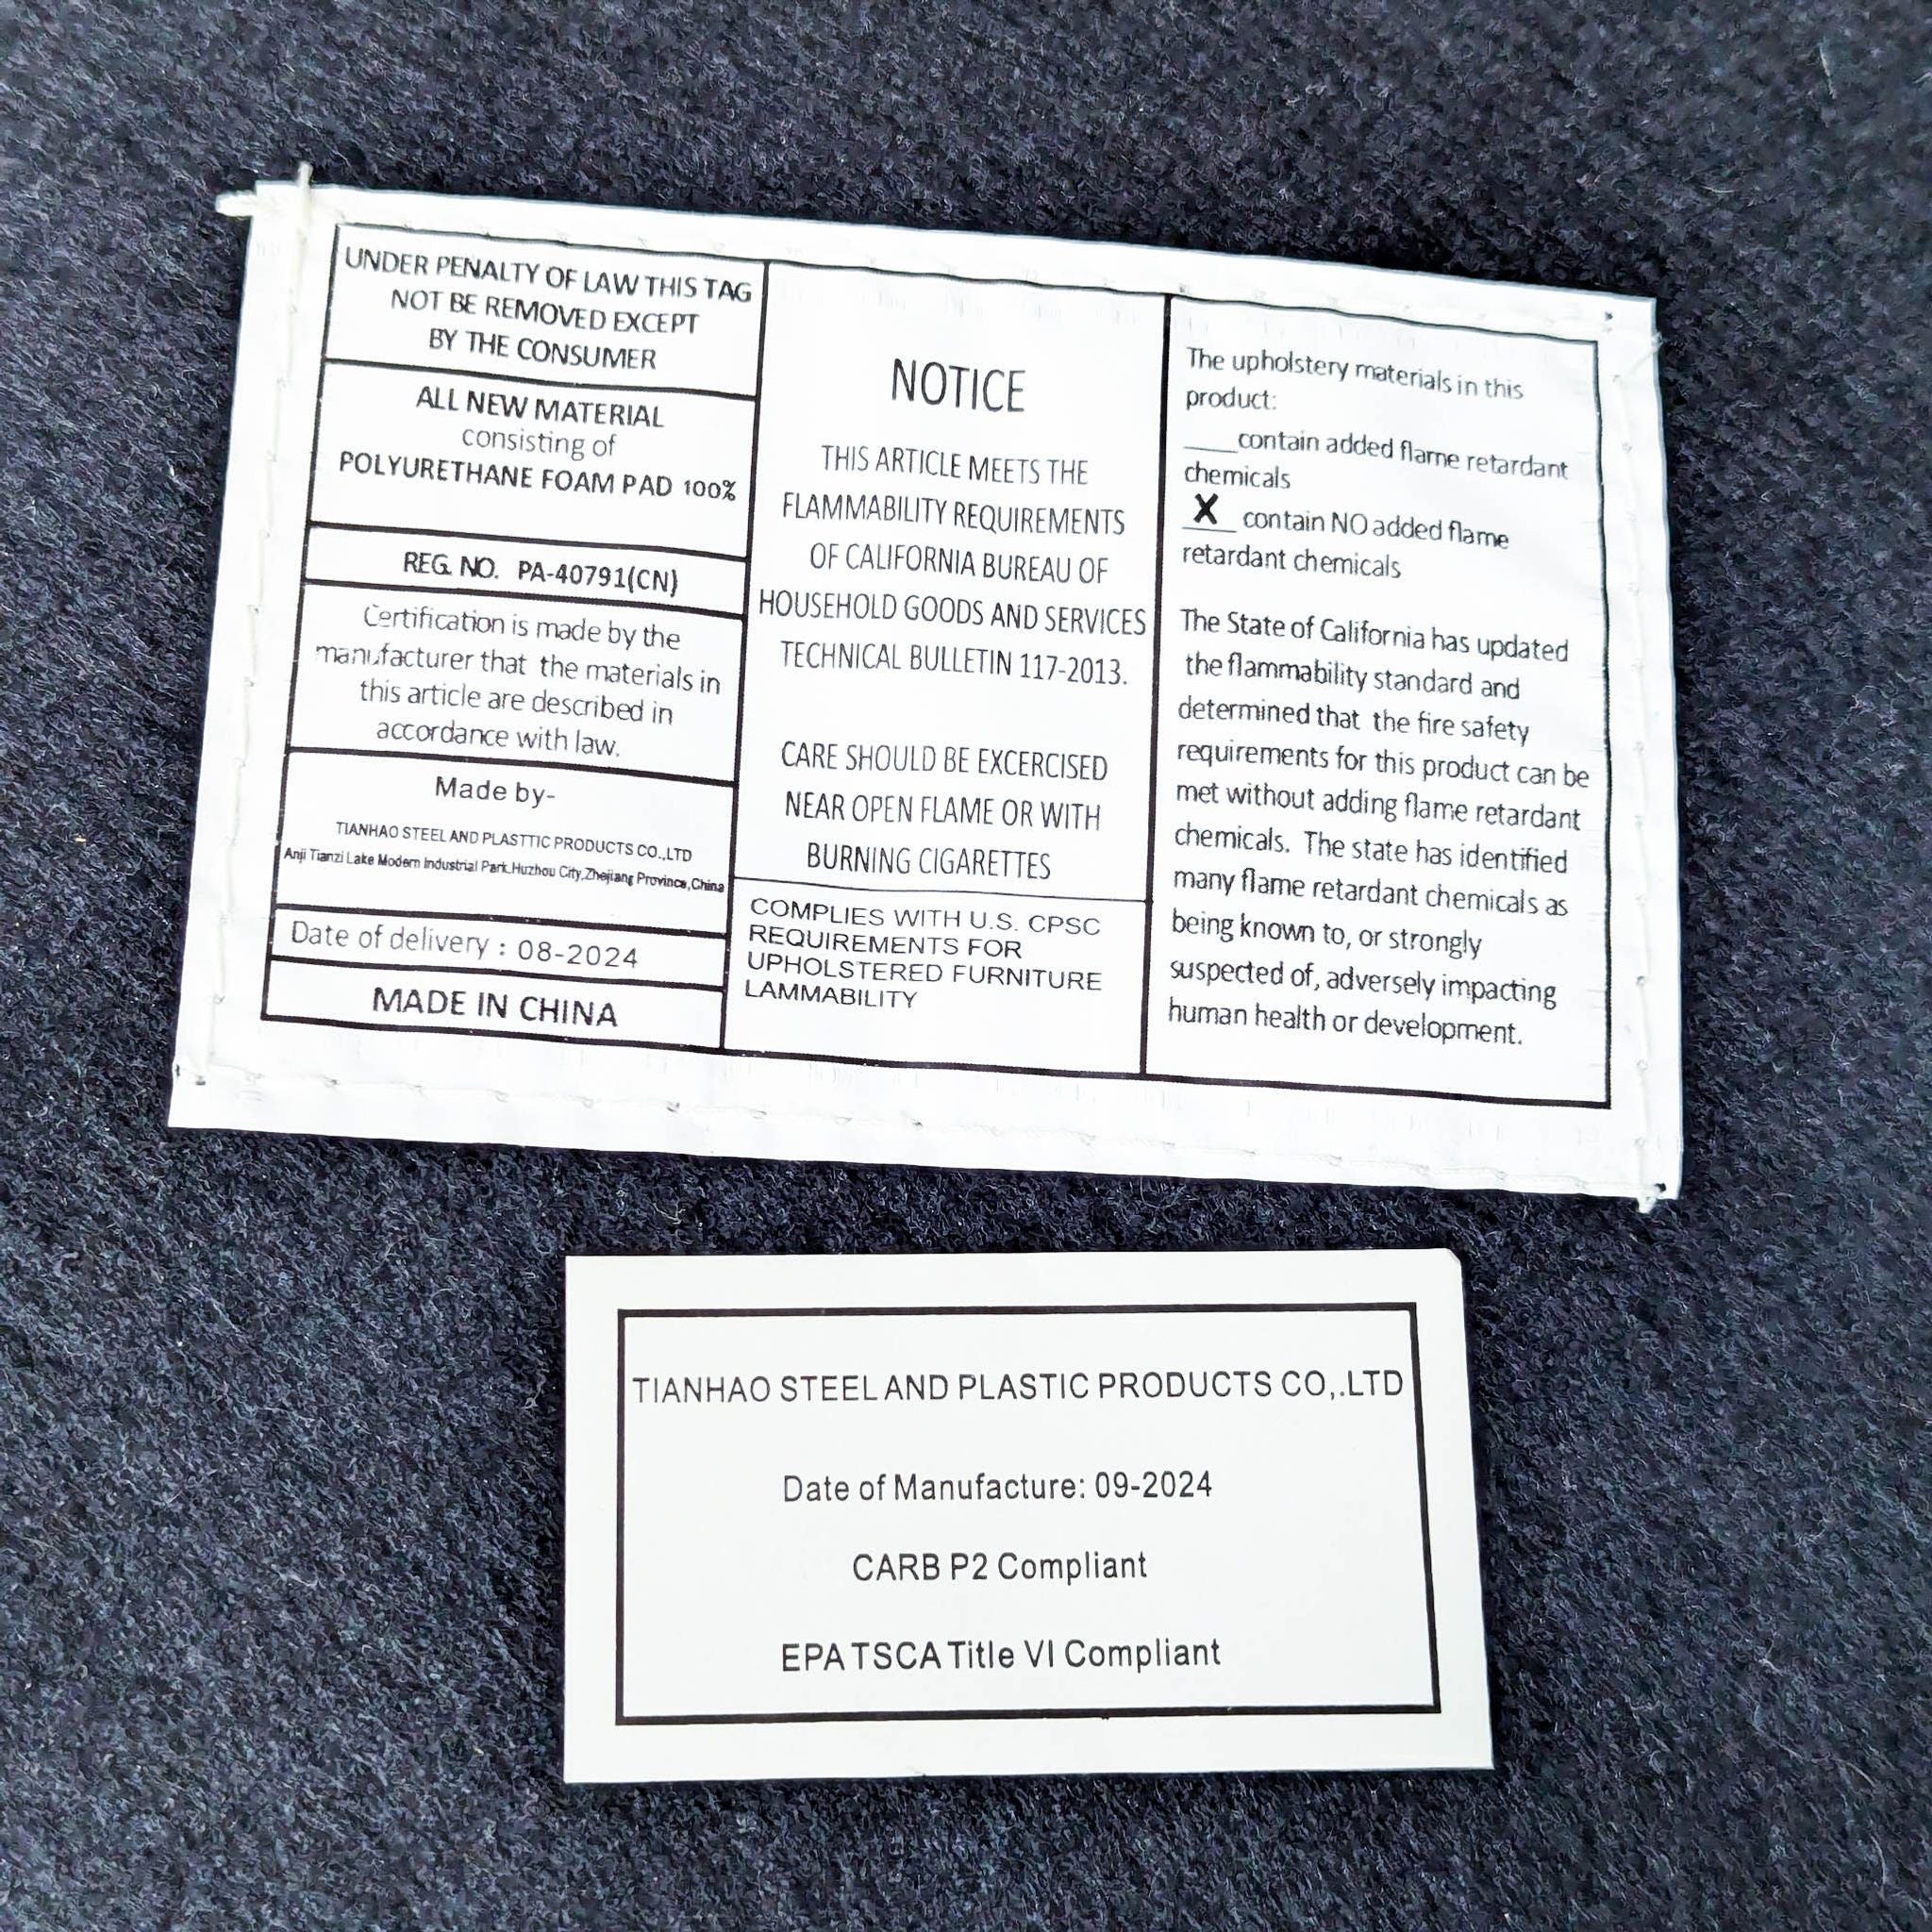 UNDER PENALTY OF LAW THIS TAG
NOT BE REMOVED EXCEPT
BY THE CONSUMER
ALL NEW MATERIAL
consisting of
POLYURETHANE FOAM PAD 100%
REG. NO. PA-40791(CN)
Certification is made by the
manufacturer that the materials in
this article are described in
accordance with law.
Made by-
TIANHAO STEEL AND PLASTTIC PRODUCTS CO.,LTD
Anji Tianzi Lake Modern Industrial Park,Huzhou City,Zhejiang Province,China
Date of delivery : 08-2024
MADE IN CHINA
NOTICE
THIS ARTICLE MEETS THE
FLAMMABILITY REQUIREMENTS
OF CALIFORNIA BUREAU OF
HOUSEHOLD GOODS AND SERVICES
TECHNICAL BULLETIN 117-2013.
CARE SHOULD BE EXCERCISED
NEAR OPEN FLAME OR WITH
BURNING CIGARETTES
COMPLIES WITH U.S. CPSC
REQUIREMENTS FOR
UPHOLSTERED FURNITURE
LAMMABILITY
The upholstery materials in this
product:
____contain added flame retardant
chemicals
X contain NO added flame
retardant chemicals
The State of California has updated
the flammability standard and
determined that the fire safety
requirements for this product can be
met without adding flame retardant
chemicals. The state has identified
many flame retardant chemicals as
being known to, or strongly
suspected of, adversely impacting
human health or development.
TIANHAO STEEL AND PLASTIC PRODUCTS CO,.LTD
Date of Manufacture: 09-2024
CARB P2 Compliant
EPA TSCA Title VI Compliant